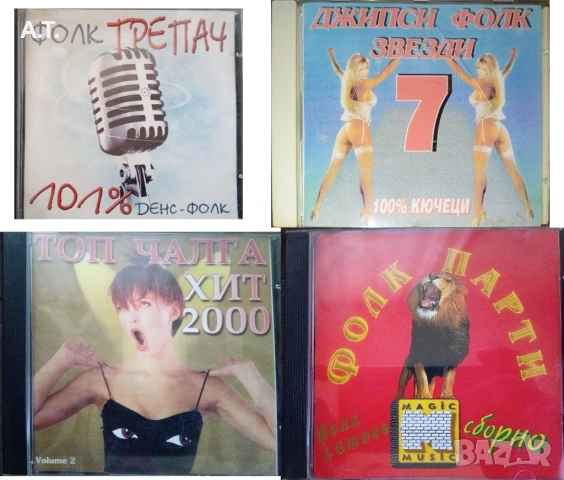 A.T
ФОЛК ТРЕПАЧ
101%
ДЕНС-ФОЛК
ДЖИПСИ ФОЛК
ЗВЕЗДИ
7
100% КЮЧЕЦИ
ТОП ЧАЛГА
ХИТ
2000
Volume 2
ФОЛК ПАРТИ
MAGIC
MUSIC
сборно
БАЗАР